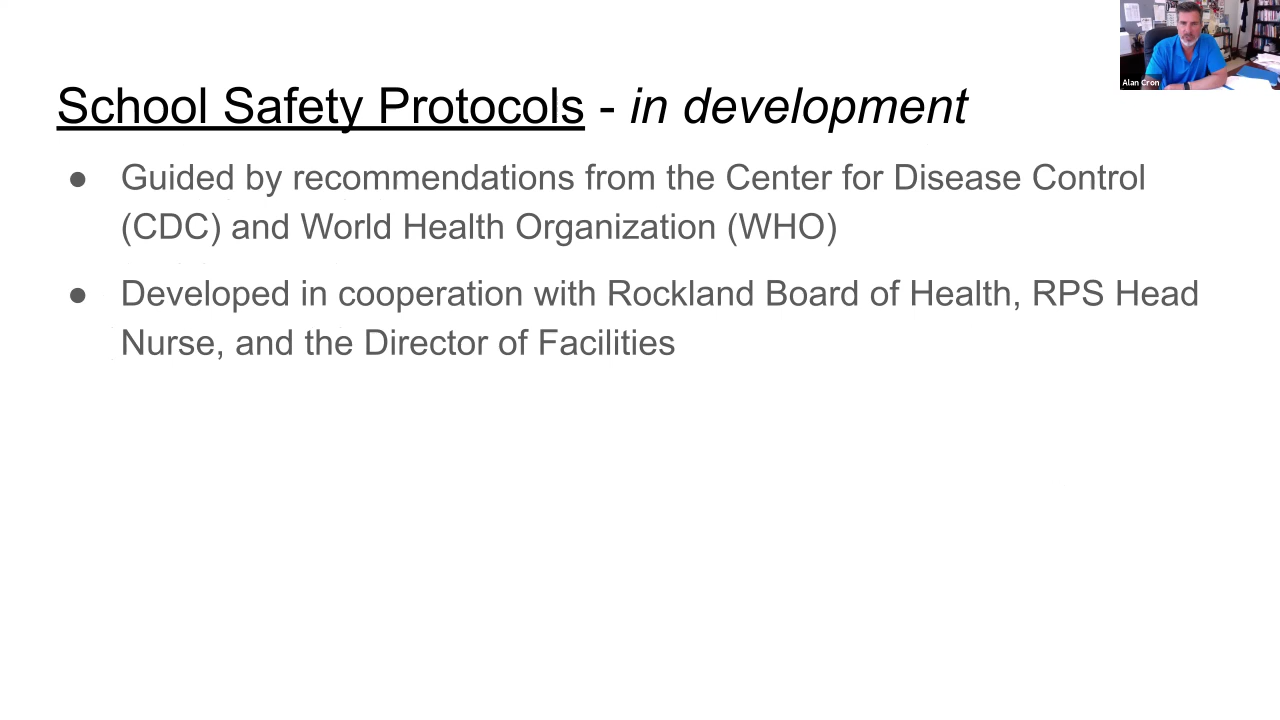 Alan Cron
School Safety Protocols - in development
● Guided by recommendations from the Center for Disease Control
(CDC) and World Health Organization (WHO)
● Developed in cooperation with Rockland Board of Health, RPS Head
Nurse, and the Director of Facilities